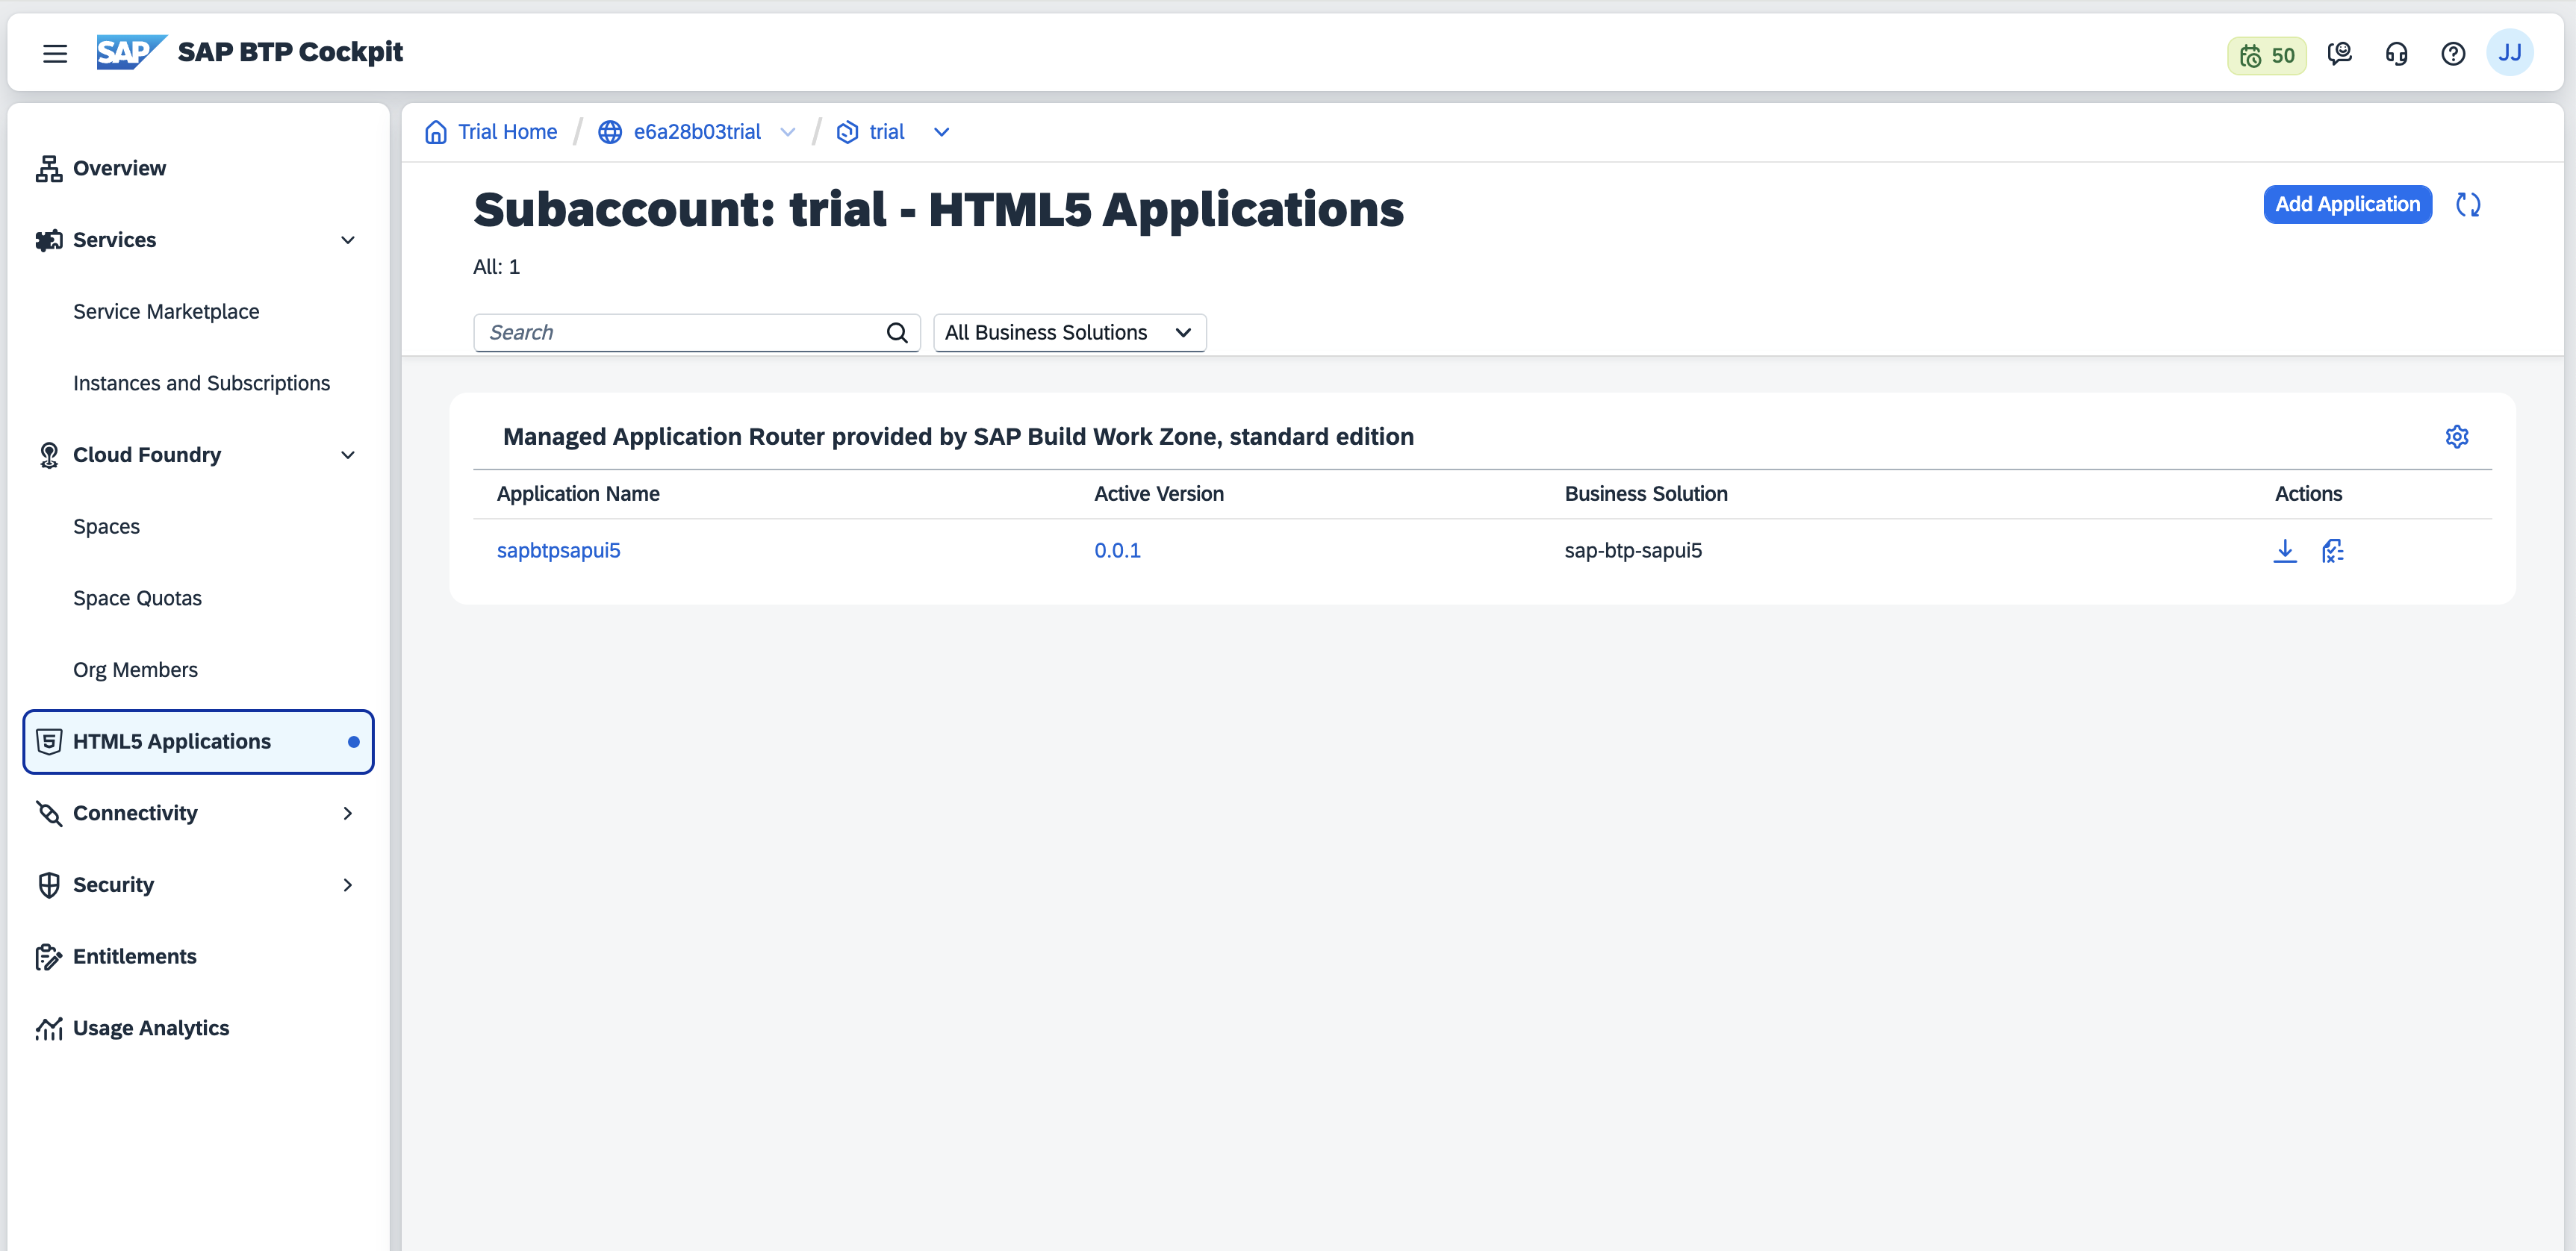 SAP SAP BTP Cockpit
50
JJ
Overview
Services
Service Marketplace
Instances and Subscriptions
Cloud Foundry
Spaces
Space Quotas
Org Members
HTML5 Applications
Connectivity
Security
Entitlements
Usage Analytics
Trial Home / e6a28b03trial / trial
Subaccount: trial - HTML5 Applications
Add Application
All: 1
Search
All Business Solutions
Managed Application Router provided by SAP Build Work Zone, standard edition
Application Name Active Version Business Solution Actions
sapbtpsapui5 0.0.1 sap-btp-sapui5